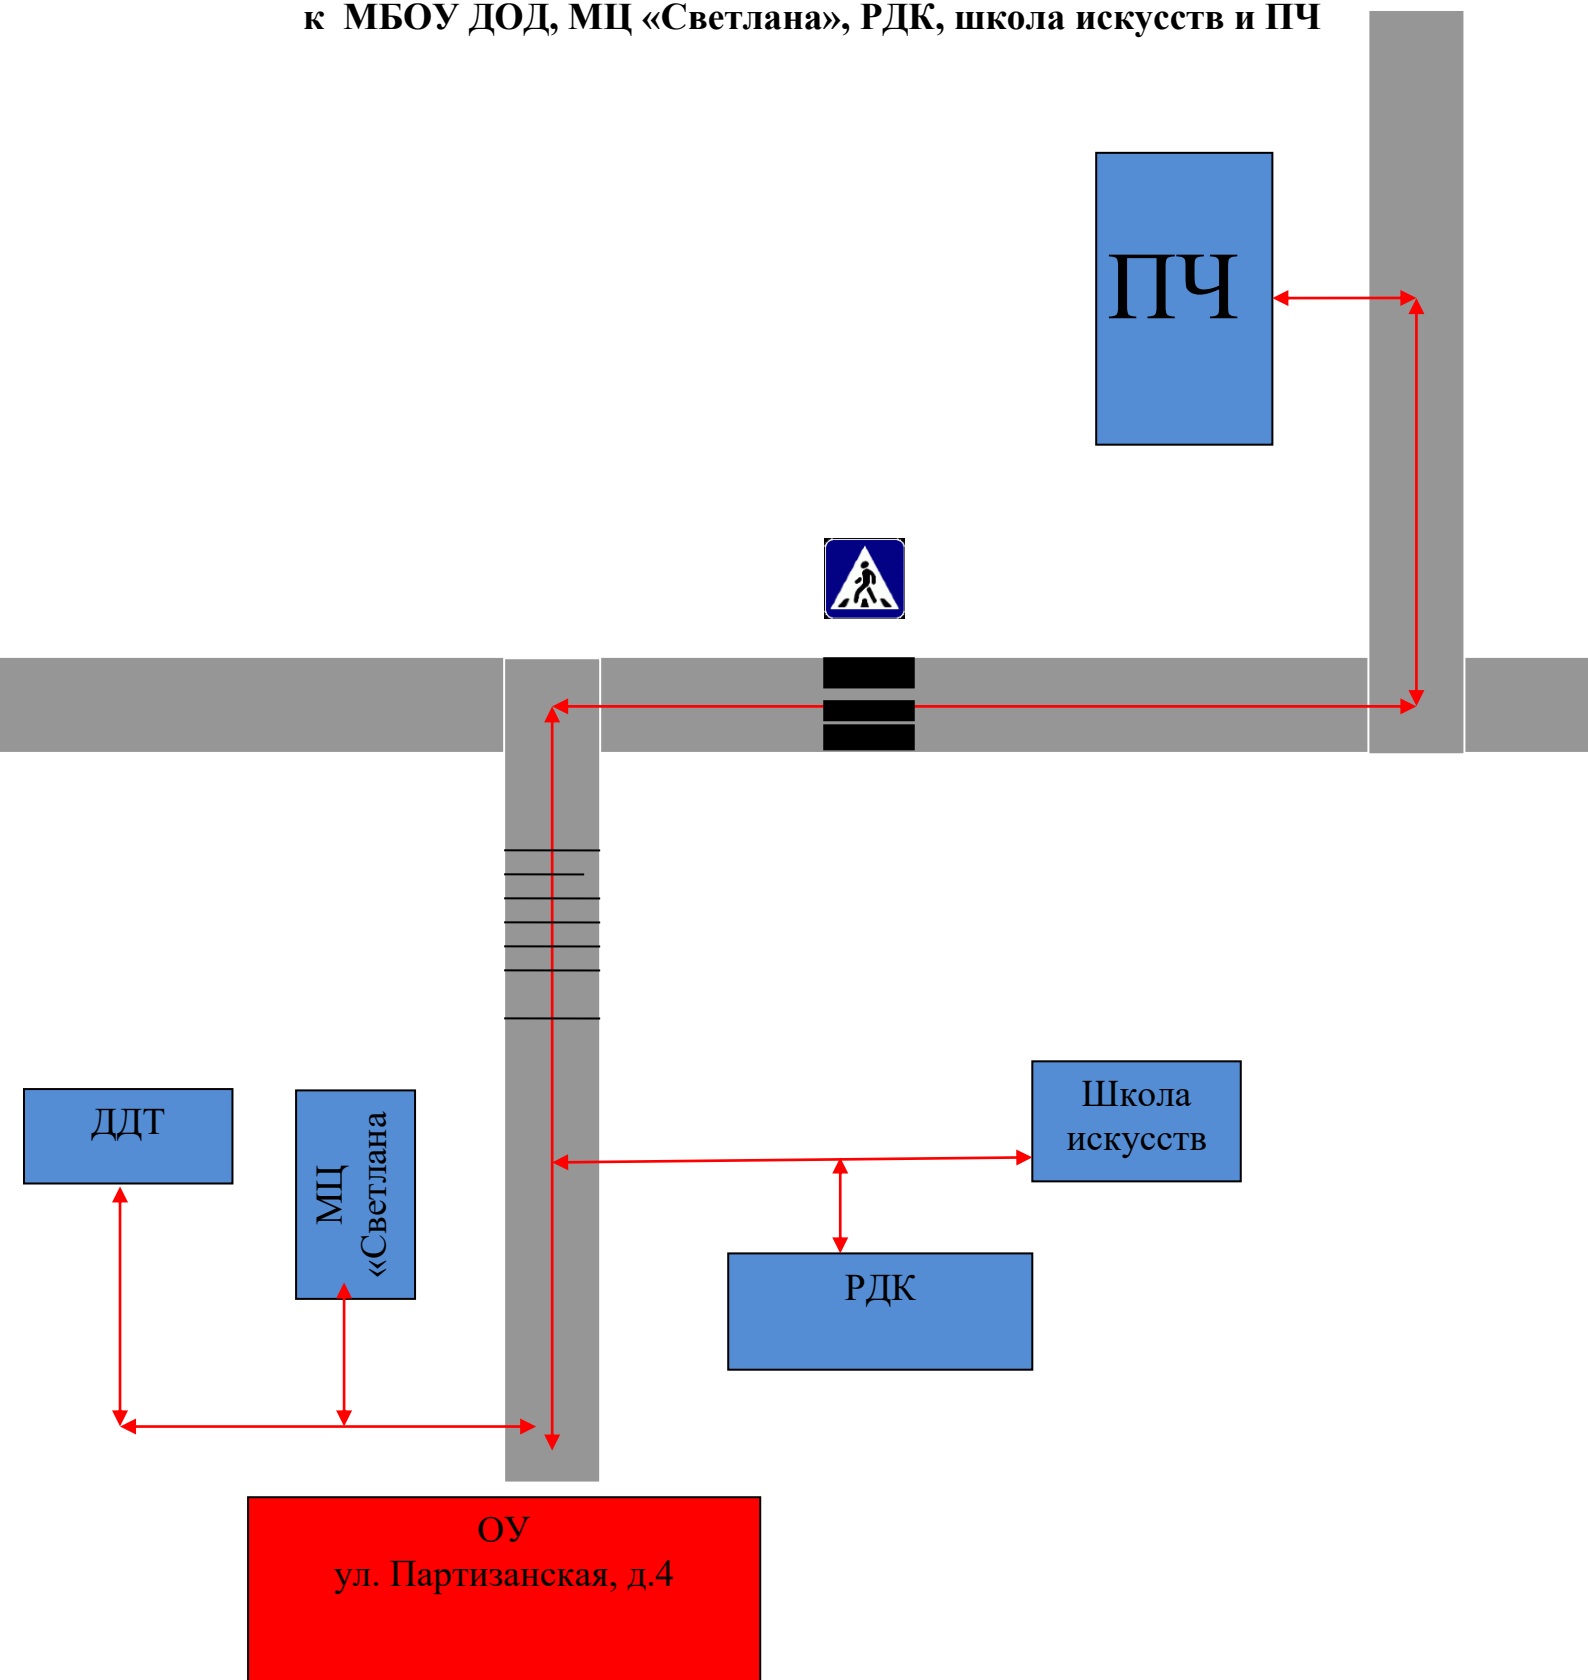 к МБОУ ДОД, МЦ «Светлана», РДК, школа искусств и ПЧ
ПЧ
ДДТ
МЦ
«Светлана
Школа
искусств
РДК
ОУ
ул. Партизанская, д.4